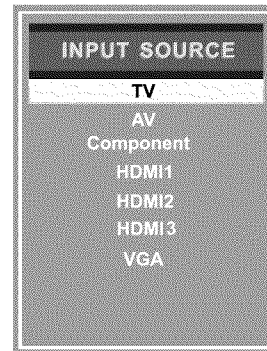 INPUT SOURCE
TV
AV
Component
HDMI1
HDMI2
HDMI3
VGA